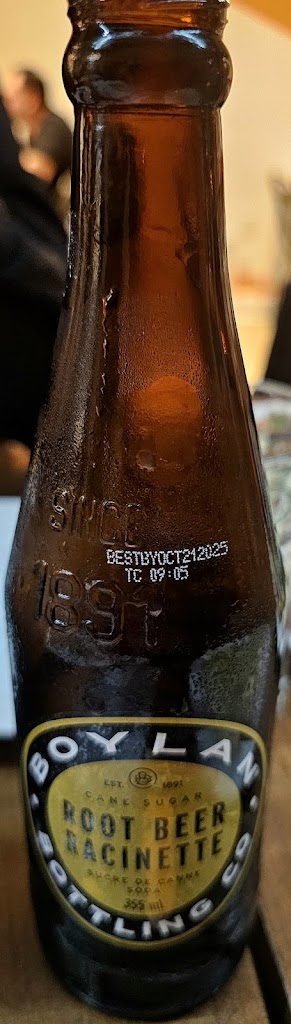 SINCE
1891
BESTBYOCT212025
TC 09:05
BOYLAN
EST. BB 1891
CANE SUGAR
ROOT BEER
RACINETTE
SUCRE DE CANNE
SODA
355 ml
BOTTLING CO.